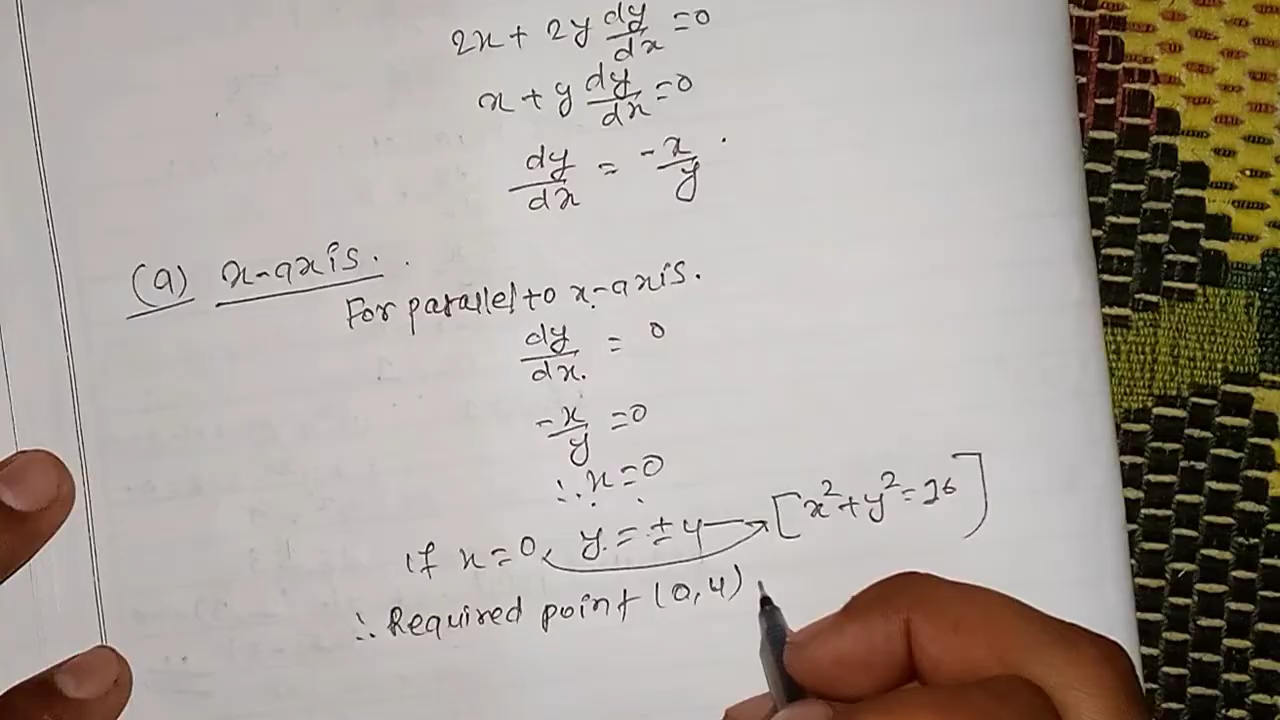 2x + 2y dy/dx = 0
x + y dy/dx = 0
dy/dx = -x/y .
(a) x-axis.
For parallel to x-axis.
dy/dx = 0
-x/y = 0
∴ x = 0
If x = 0, y = ±4 → [x² + y² = 16]
∴ Required point (0,4)